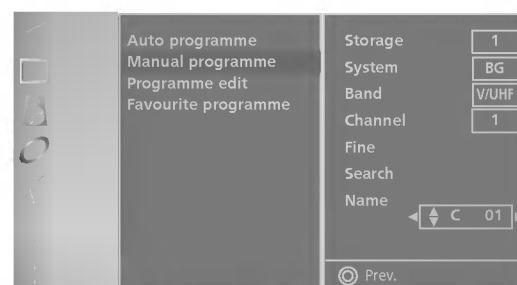 Auto programme
Manual programme
Programme edit
Favourite programme
Storage 1
System BG
Band V/UHF
Channel 1
Fine
Search
Name
C 01
Prev.